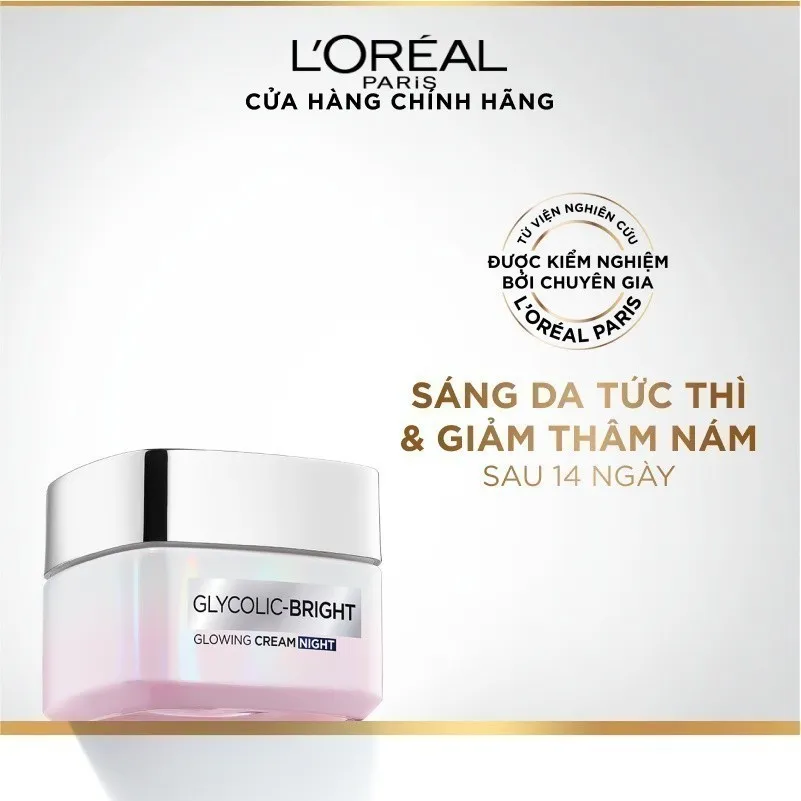 L'ORÉAL
PARiS
CỬA HÀNG CHÍNH HÃNG
TỪ VIỆN NGHIÊN CỨU
ĐƯỢC KIỂM NGHIỆM
BỞI CHUYÊN GIA
L'ORÉAL PARIS
SÁNG DA TỨC THÌ
& GIẢM THÂM NÁM
SAU 14 NGÀY
GLYCOLIC-BRIGHT
GLOWING CREAM NIGHT